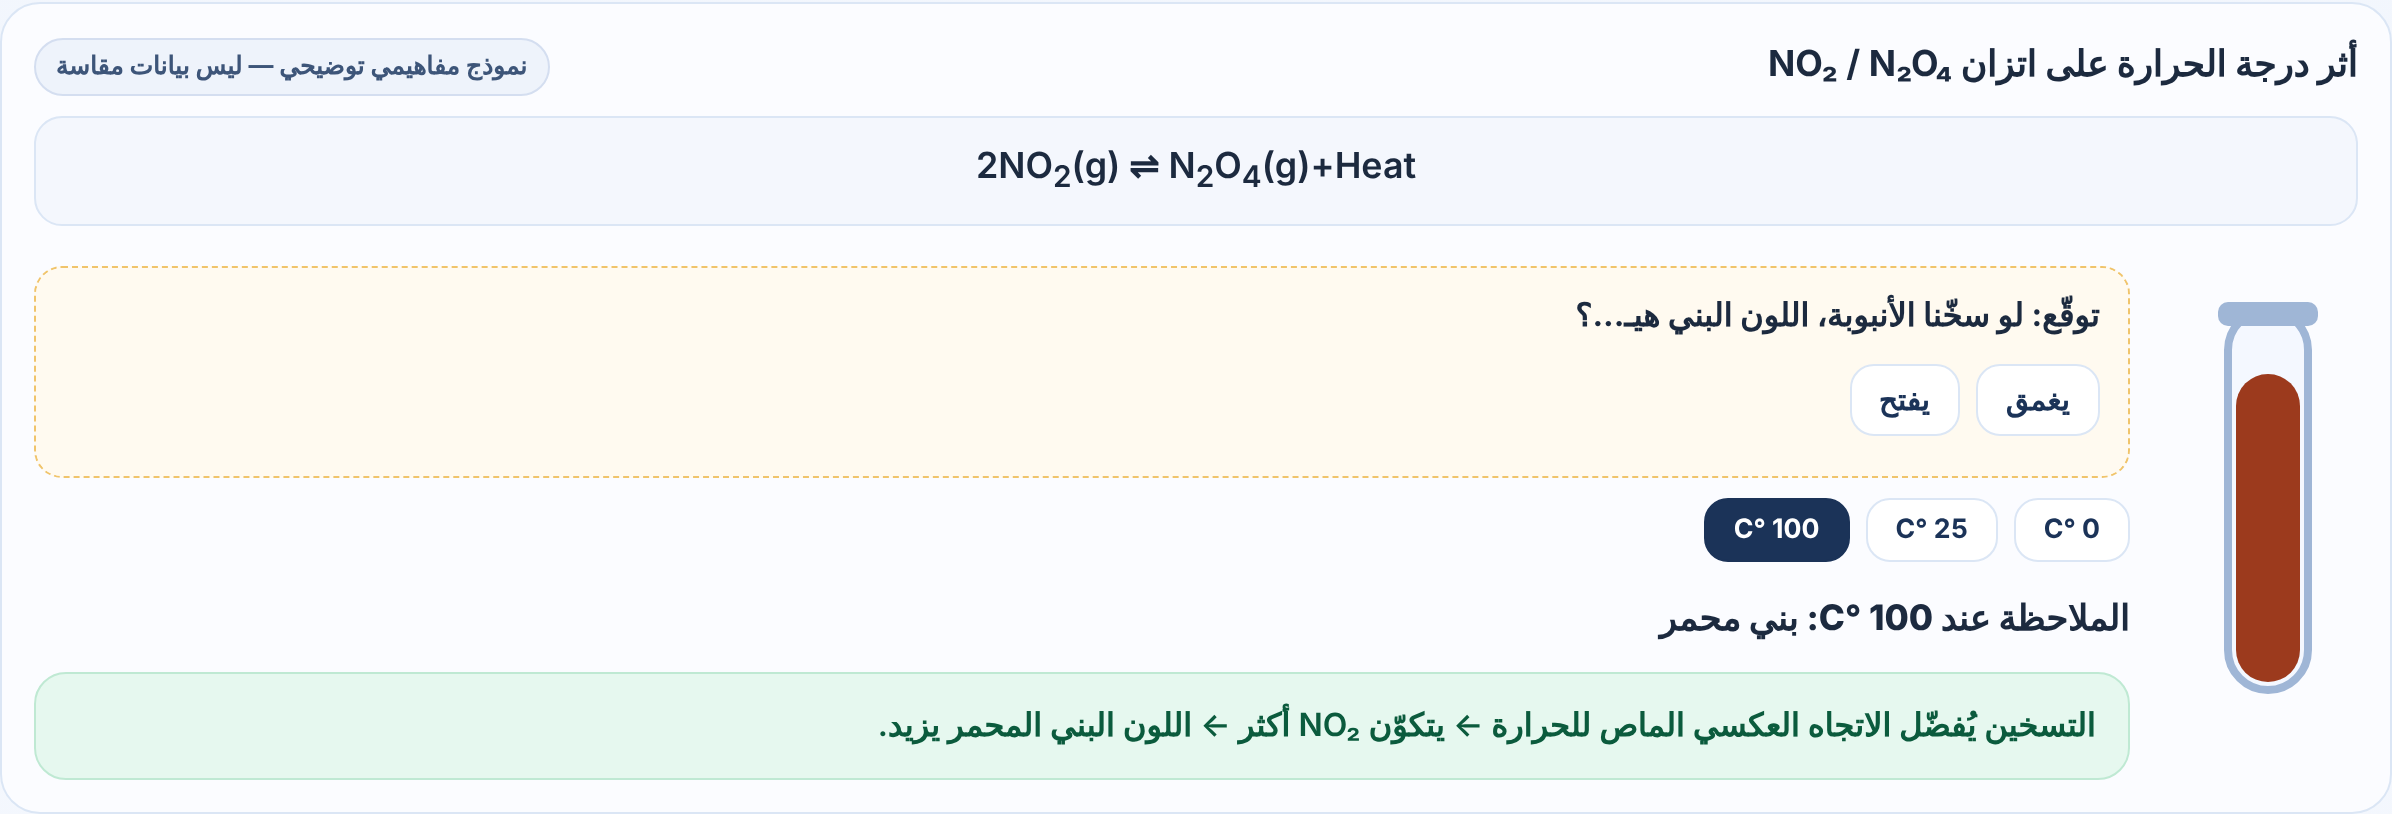 أثر درجة الحرارة على اتزان NO₂ / N₂O₄
نموذج مفاهيمي توضيحي — ليس بيانات مقاسة
2NO₂(g) ⇌ N₂O₄(g)+Heat
توقّع: لو سخّنا الأنبوبة، اللون البني هيـ...؟
يغمق
يفتح
0 °C
25 °C
100 °C
الملاحظة عند 100 °C: بني محمر
التسخين يُفضّل الاتجاه العكسي الماص للحرارة ← يتكوّن NO₂ أكثر ← اللون البني المحمر يزيد.